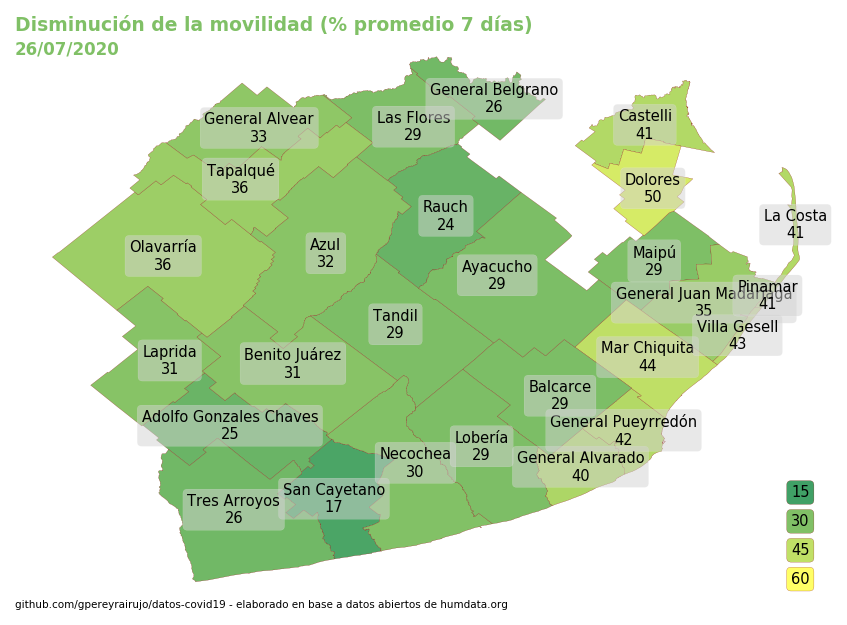 Disminución de la movilidad (% promedio 7 días)
26/07/2020
General Belgrano
26
General Alvear
33
Las Flores
29
Castelli
41
Tapalqué
36
Dolores
50
Rauch
24
La Costa
41
Olavarría
36
Azul
32
Maipú
29
Ayacucho
29
General Juan Madariaga
35
Pinamar
41
Tandil
29
Villa Gesell
43
Laprida
31
Benito Juárez
31
Mar Chiquita
44
Balcarce
29
Adolfo Gonzales Chaves
25
General Pueyrredón
42
Necochea
30
Lobería
29
General Alvarado
40
San Cayetano
17
Tres Arroyos
26
15
30
45
60
github.com/gpereyrairujo/datos-covid19 - elaborado en base a datos abiertos de humdata.org